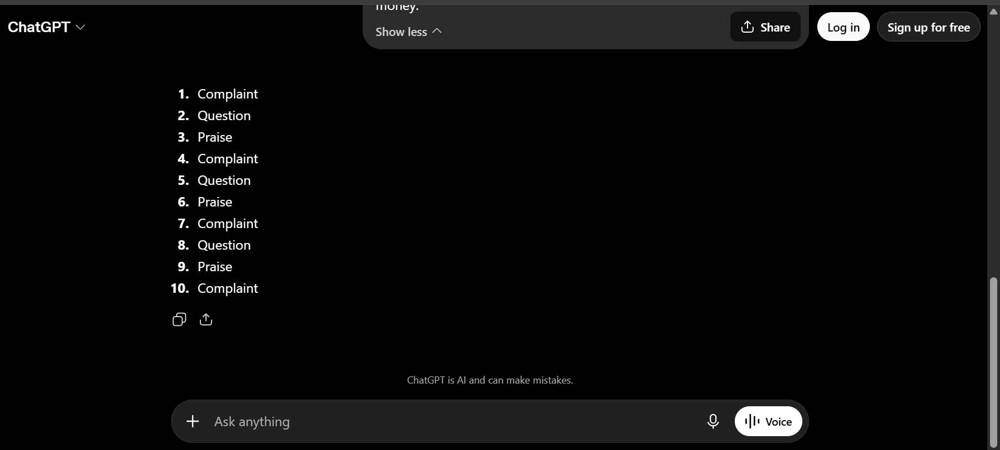 money.
ChatGPT
Show less
Share
Log in
Sign up for free
1. Complaint
2. Question
3. Praise
4. Complaint
5. Question
6. Praise
7. Complaint
8. Question
9. Praise
10. Complaint
ChatGPT is AI and can make mistakes.
Ask anything
Voice